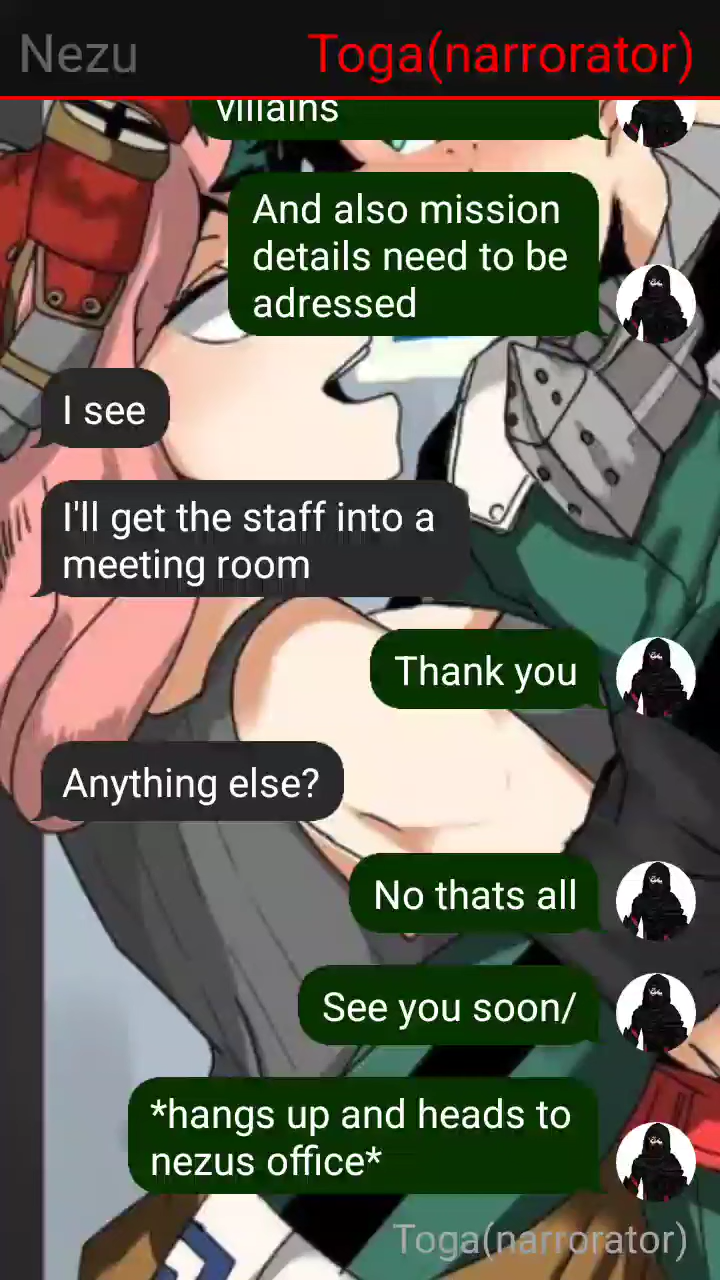 Nezu
Toga(narrorator)
villains
And also mission
details need to be
adressed
I see
I'll get the staff into a
meeting room
Thank you
Anything else?
No thats all
See you soon/
*hangs up and heads to
nezus office*
Toga(narrorator)